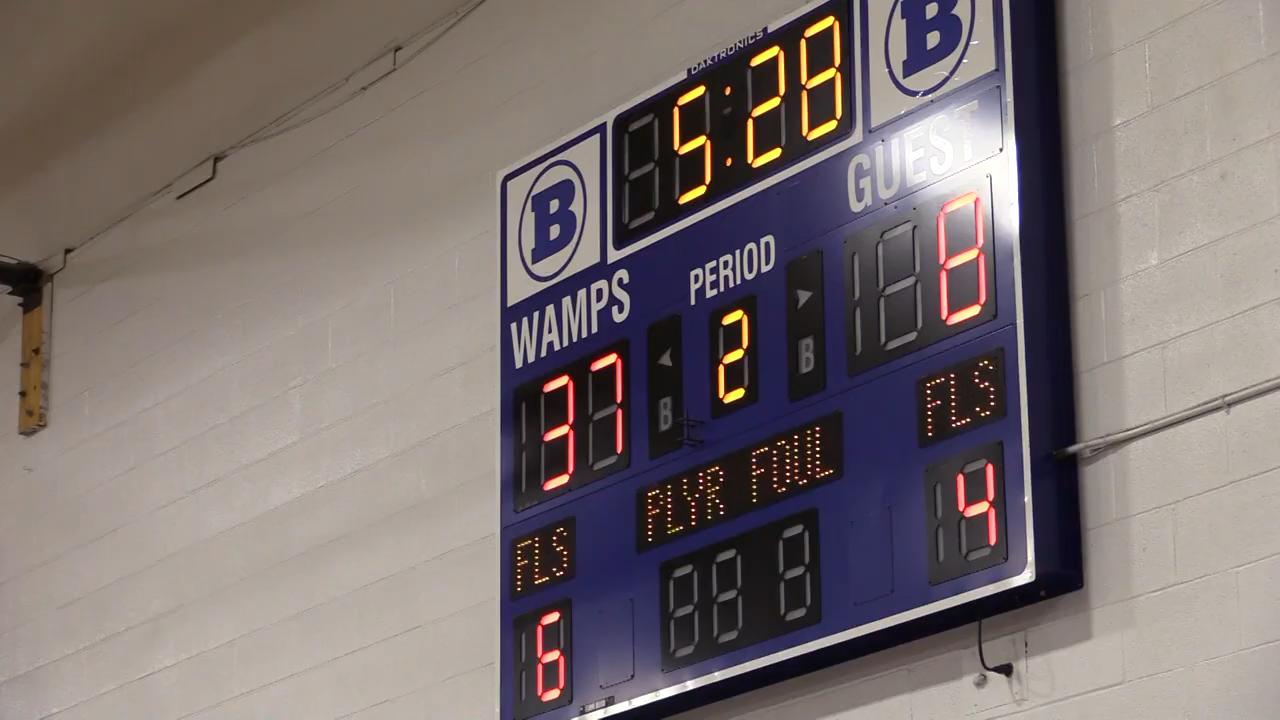 DAKTRONICS
B
5:28
B
GUEST
WAMPS
PERIOD
8
37
2
B
B
FLS
FLS
PLYR FOUL
4
6